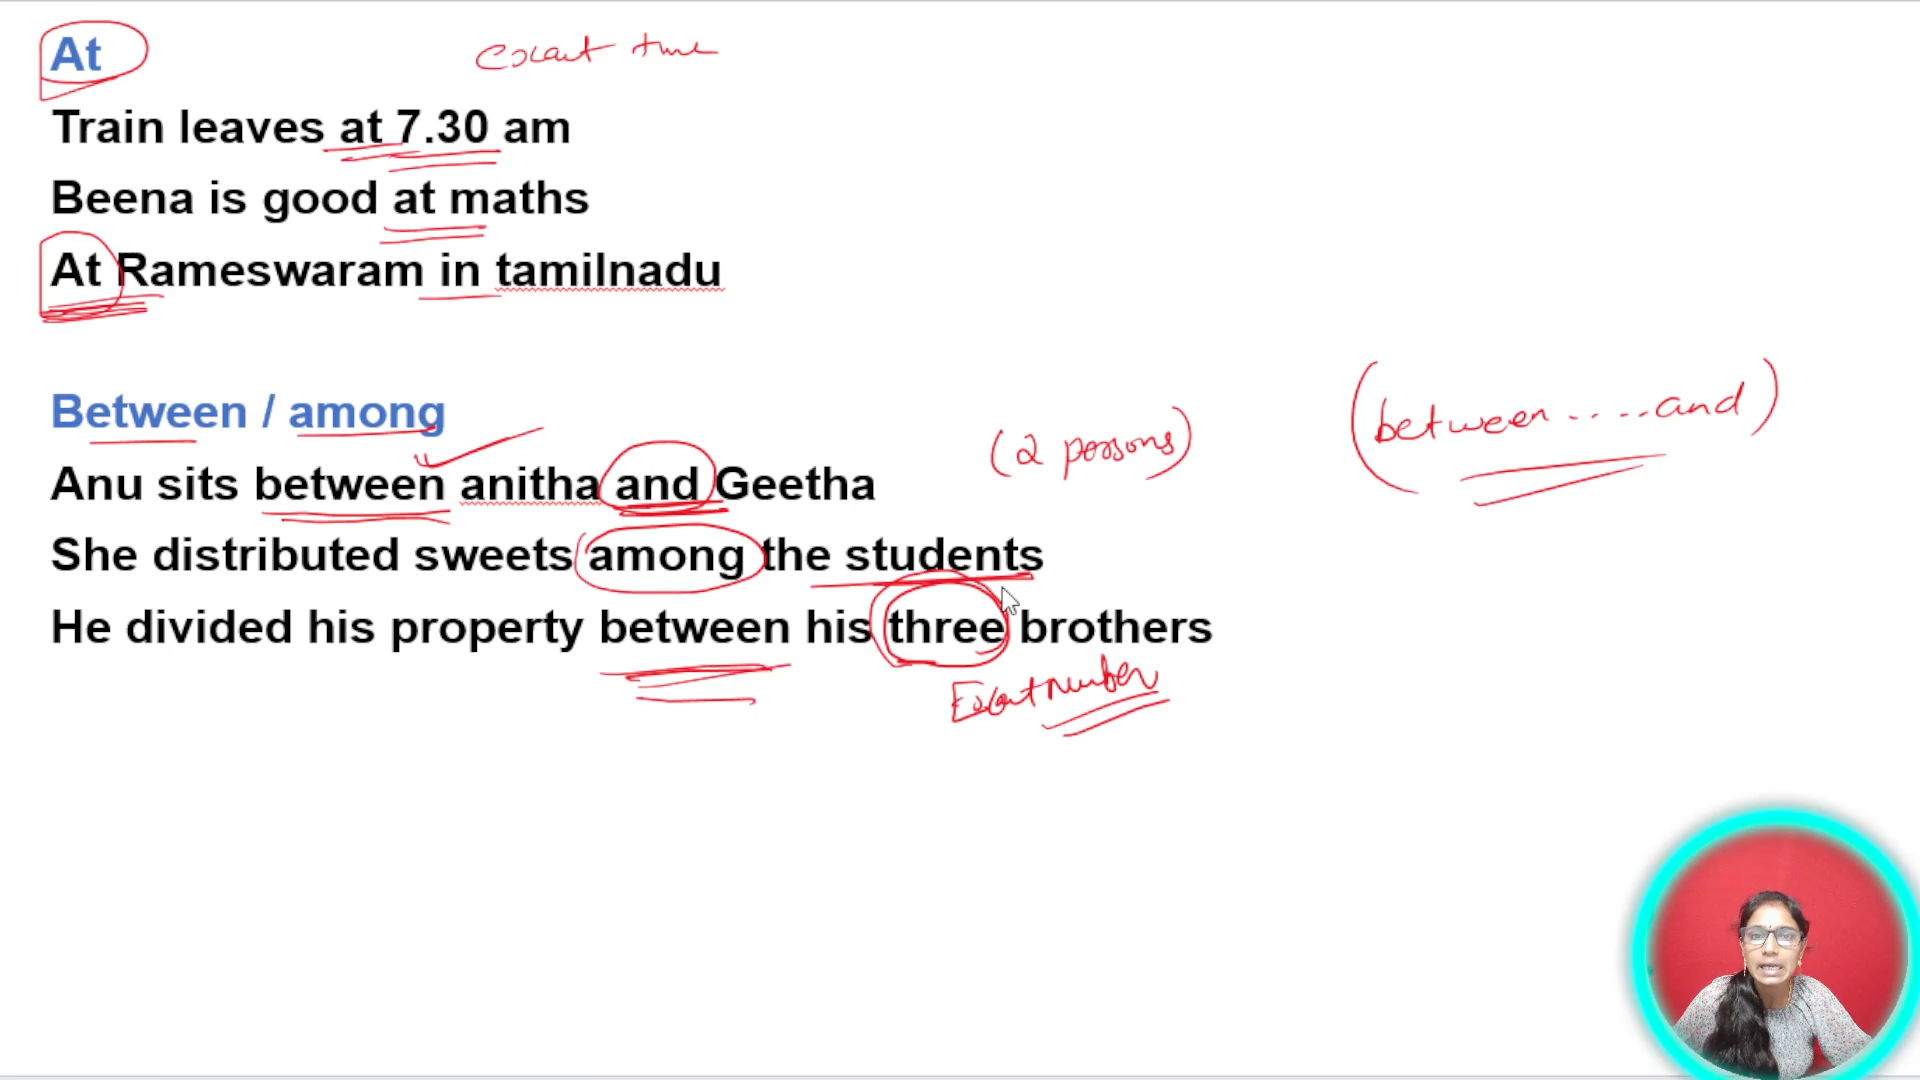 At
exact time
Train leaves at 7.30 am
Beena is good at maths
At Rameswaram in tamilnadu
Between / among
(between ....and)
(2 persons)
Anu sits between anitha and Geetha
She distributed sweets among the students
He divided his property between his three brothers
Exact number